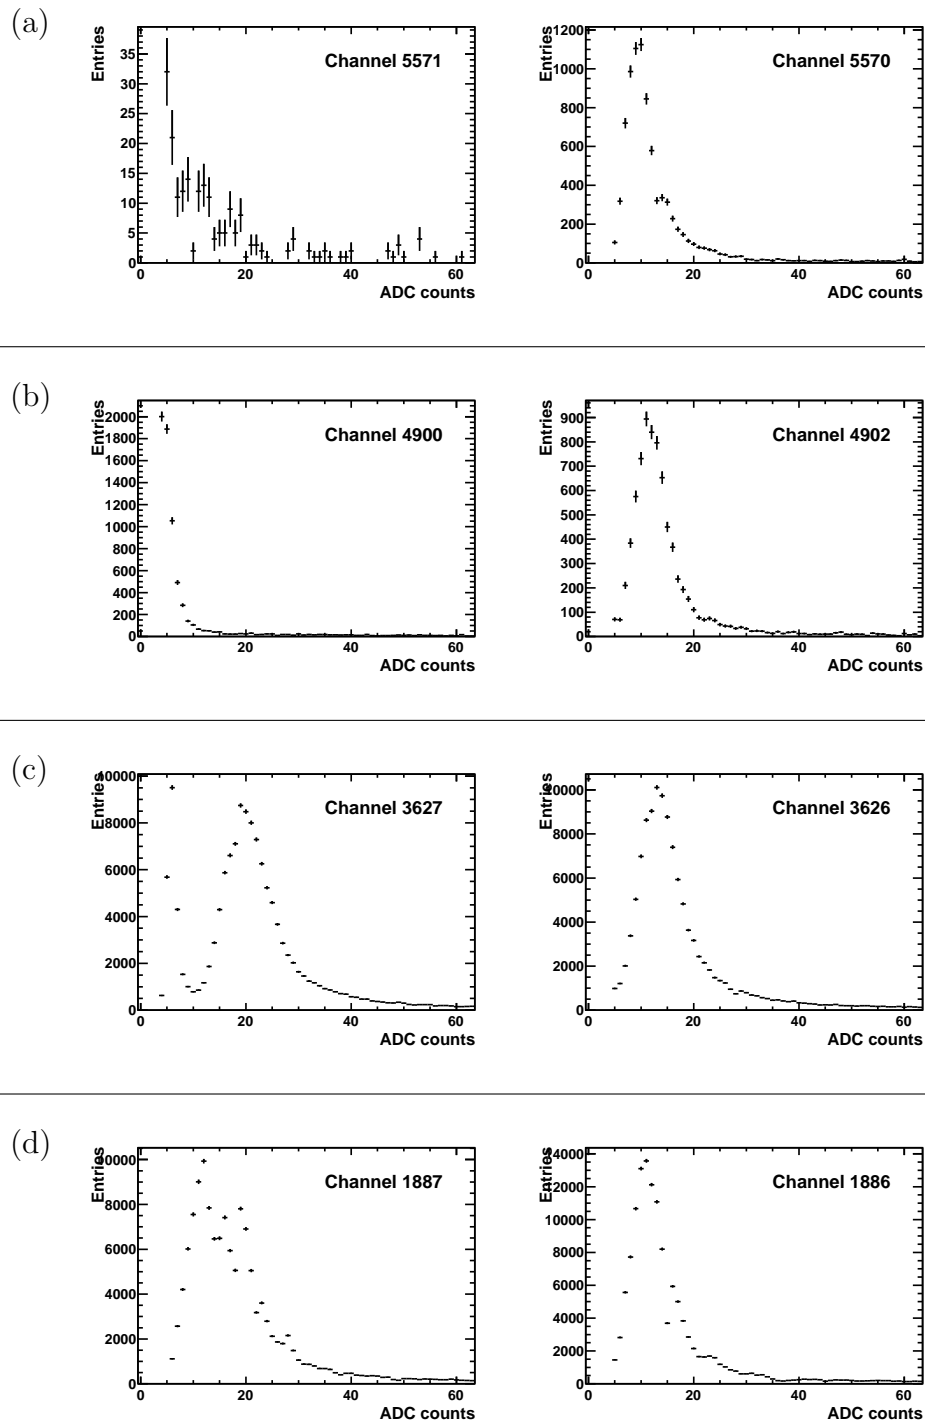 (a)
Entries
35
30
25
20
15
10
5
0
Channel 5571
0 20 40 60
ADC counts
Entries
1200
1000
800
600
400
200
0
Channel 5570
0 20 40 60
ADC counts
(b)
Entries
2000
1800
1600
1400
1200
1000
800
600
400
200
0
Channel 4900
0 20 40 60
ADC counts
Entries
900
800
700
600
500
400
300
200
100
0
Channel 4902
0 20 40 60
ADC counts
(c)
Entries
10000
8000
6000
4000
2000
0
Channel 3627
0 20 40 60
ADC counts
Entries
10000
8000
6000
4000
2000
0
Channel 3626
0 20 40 60
ADC counts
(d)
Entries
10000
8000
6000
4000
2000
0
Channel 1887
0 20 40 60
ADC counts
Entries
14000
12000
10000
8000
6000
4000
2000
0
Channel 1886
0 20 40 60
ADC counts